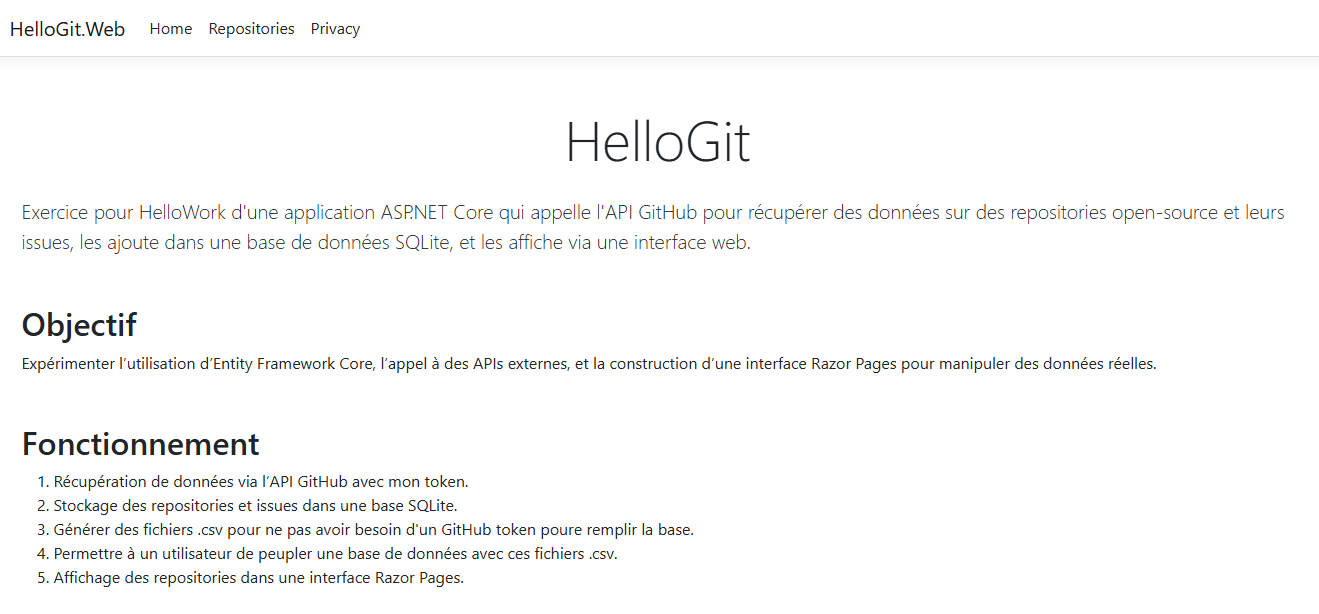 HelloGit.Web Home Repositories Privacy
HelloGit
Exercice pour HelloWork d'une application ASP.NET Core qui appelle l'API GitHub pour récupérer des données sur des repositories open-source et leurs
issues, les ajoute dans une base de données SQLite, et les affiche via une interface web.
Objectif
Expérimenter l’utilisation d’Entity Framework Core, l’appel à des APIs externes, et la construction d’une interface Razor Pages pour manipuler des données réelles.
Fonctionnement
1. Récupération de données via l’API GitHub avec mon token.
2. Stockage des repositories et issues dans une base SQLite.
3. Générer des fichiers .csv pour ne pas avoir besoin d'un GitHub token poure remplir la base.
4. Permettre à un utilisateur de peupler une base de données avec ces fichiers .csv.
5. Affichage des repositories dans une interface Razor Pages.